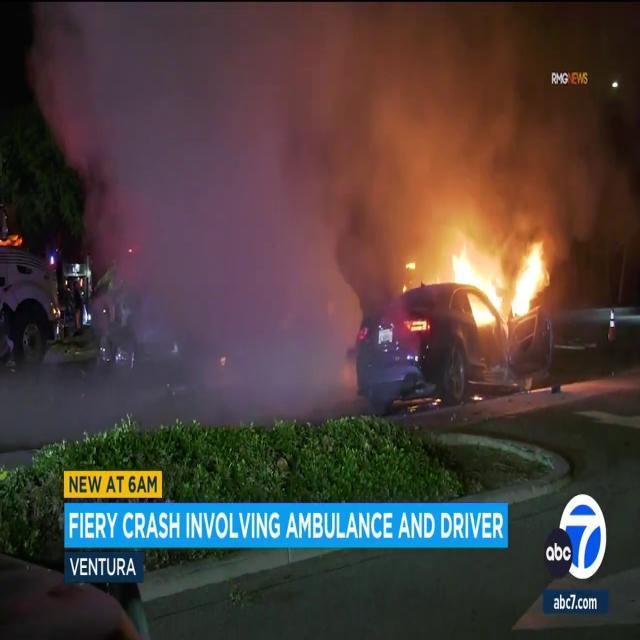 RMGNEWS
NEW AT 6AM
FIERY CRASH INVOLVING AMBULANCE AND DRIVER
VENTURA
abc 7
abc7.com